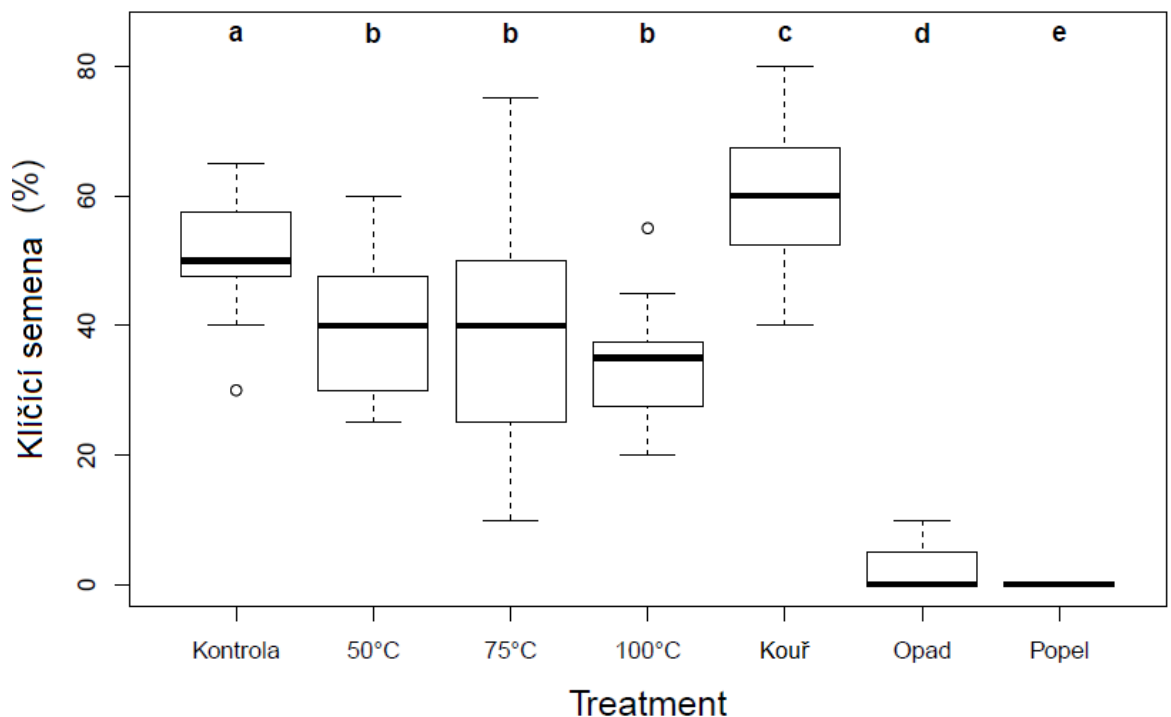 a b b b c d e
Klíčící semena (%)
80
60
40
20
0
Kontrola 50°C 75°C 100°C Kouř Opad Popel
Treatment